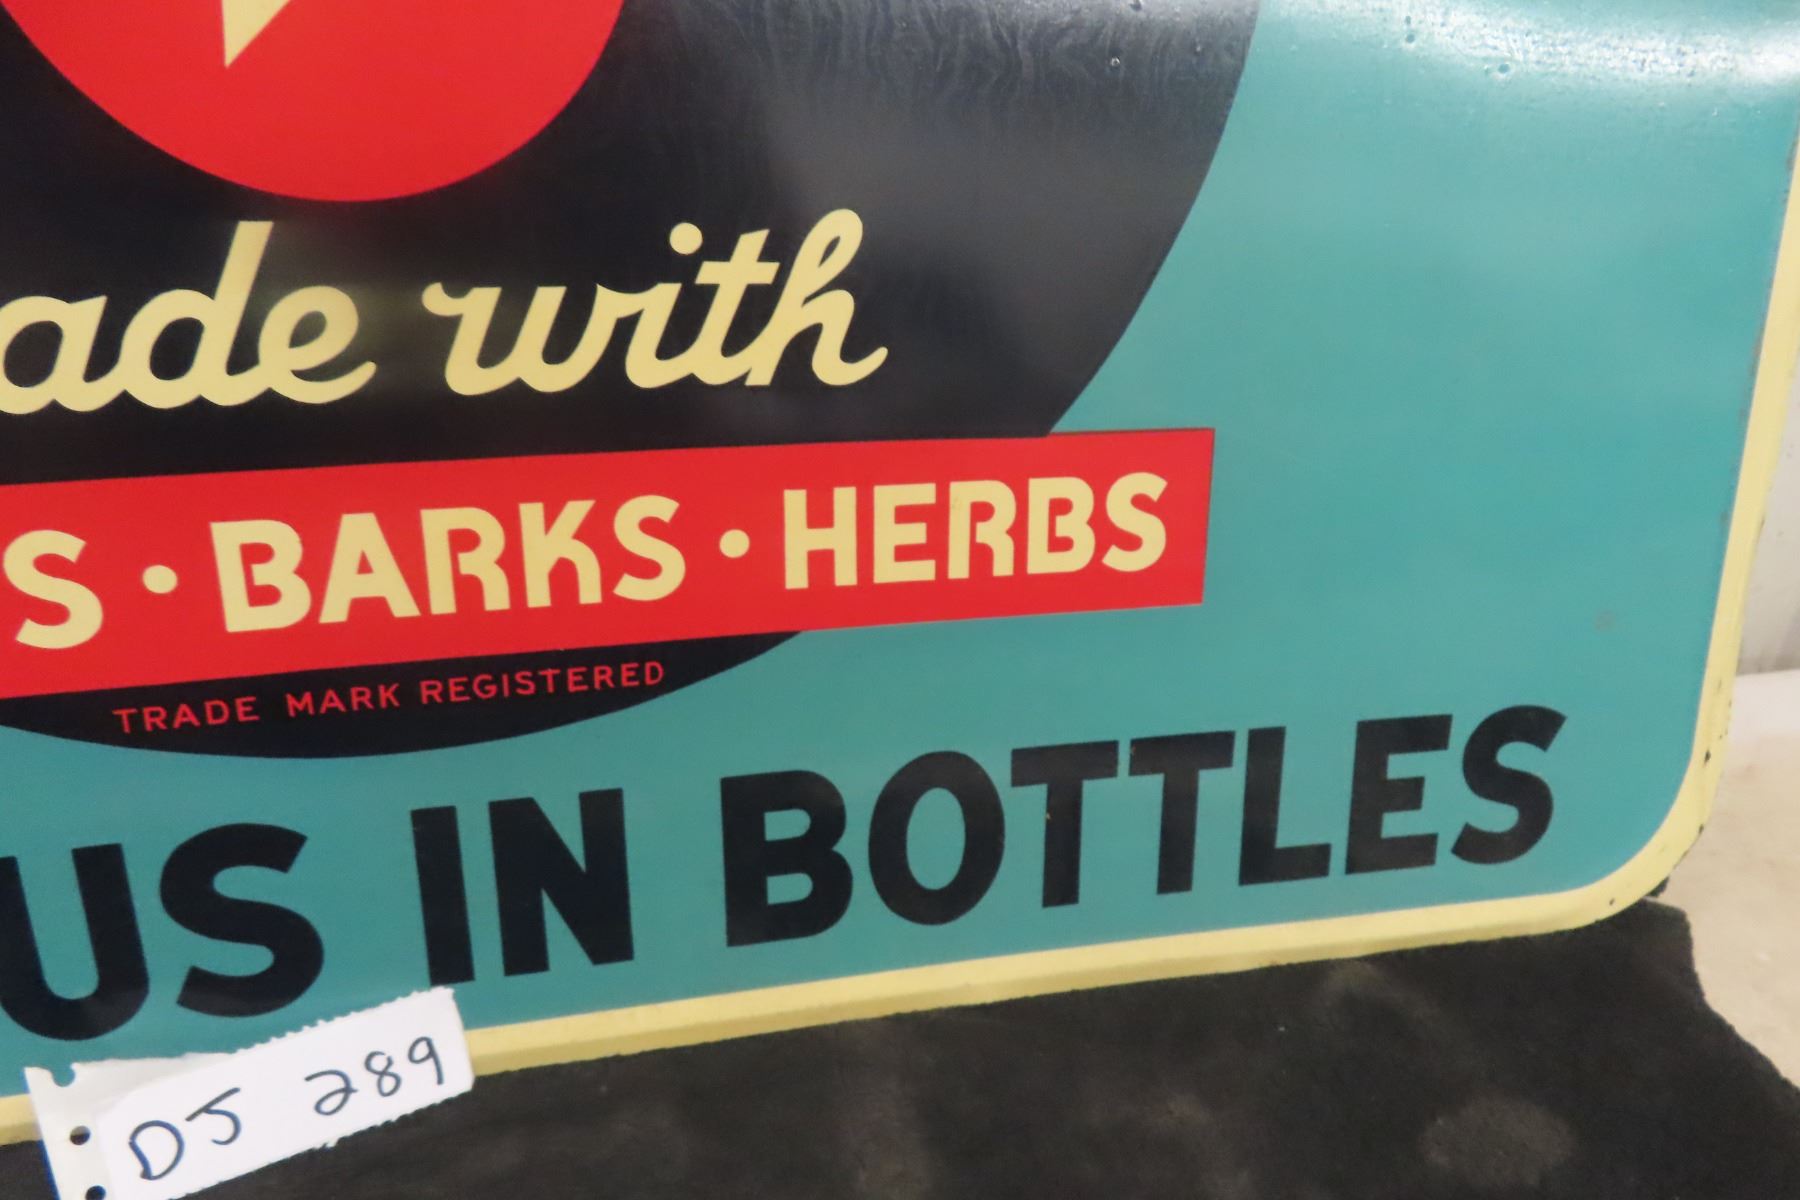 ade with
S · BARKS · HERBS
TRADE MARK REGISTERED
US IN BOTTLES
DJ 289